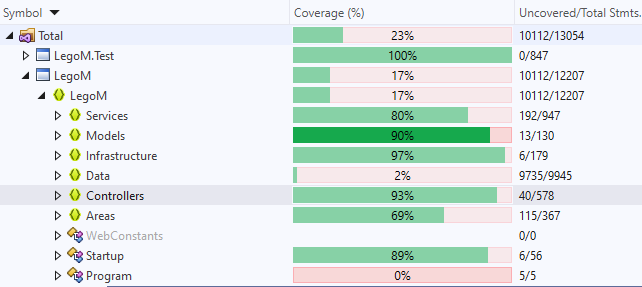 Symbol Coverage (%) Uncovered/Total Stmts.
Total 23% 10112/13054
LegoM.Test 100% 0/847
LegoM 17% 10112/12207
LegoM 17% 10112/12207
Services 80% 192/947
Models 90% 13/130
Infrastructure 97% 6/179
Data 2% 9735/9945
Controllers 93% 40/578
Areas 69% 115/367
WebConstants 0/0
Startup 89% 6/56
Program 0% 5/5